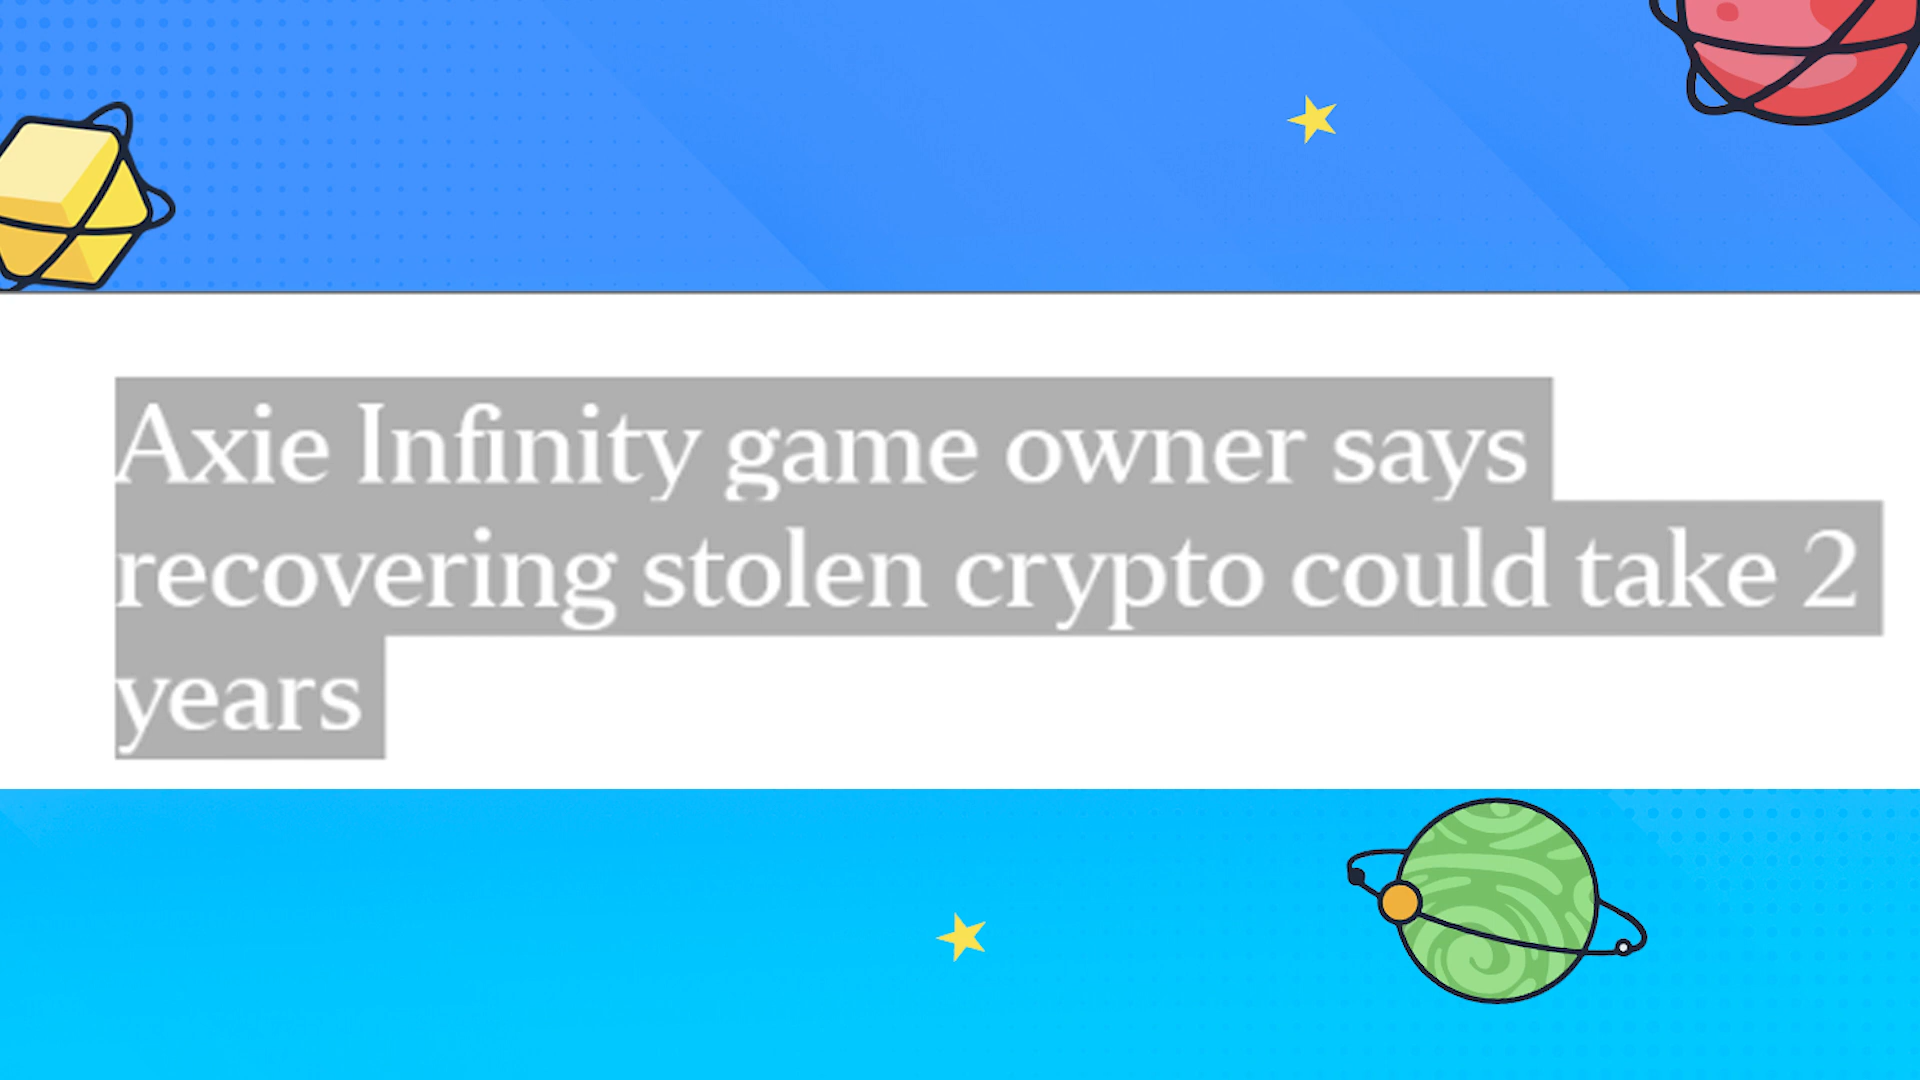 Axie Infinity game owner says
recovering stolen crypto could take 2
years